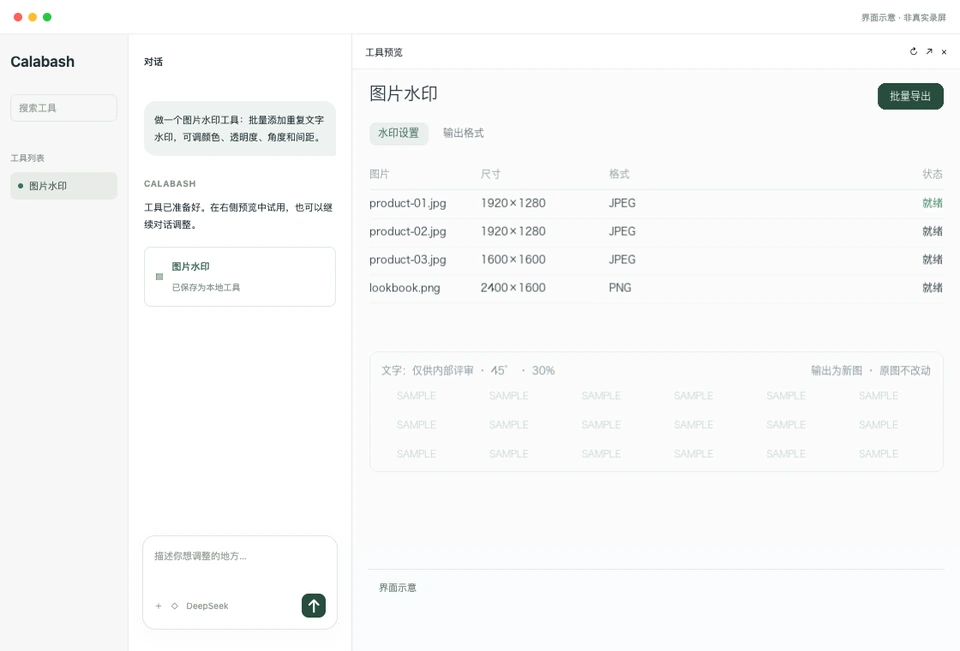 界面示意 · 非真实录屏
Calabash
搜索工具
工具列表
图片水印
对话
做一个图片水印工具：批量添加重复文字
水印，可调颜色、透明度、角度和间距。
CALABASH
工具已准备好。在右侧预览中试用，也可以继
续对话调整。
图片水印
已保存为本地工具
描述你想调整的地方...
DeepSeek
工具预览
图片水印
批量导出
水印设置 输出格式
图片 尺寸 格式 状态
product-01.jpg 1920×1280 JPEG 就绪
product-02.jpg 1920×1280 JPEG 就绪
product-03.jpg 1600×1600 JPEG 就绪
lookbook.png 2400×1600 PNG 就绪
文字：仅供内部评审 · 45° · 30% 输出为新图 · 原图不改动
SAMPLE SAMPLE SAMPLE SAMPLE SAMPLE SAMPLE
SAMPLE SAMPLE SAMPLE SAMPLE SAMPLE SAMPLE
SAMPLE SAMPLE SAMPLE SAMPLE SAMPLE SAMPLE
界面示意